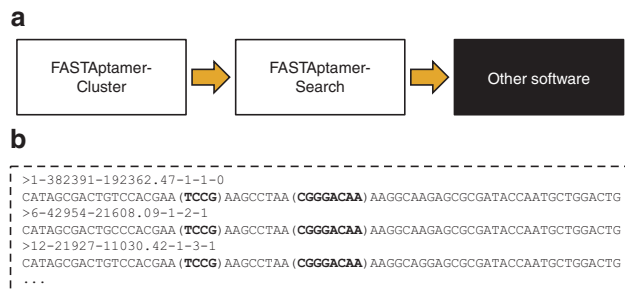 a
FASTAptamer-
Cluster
FASTAptamer-
Search
Other software
b
>1-382391-192362.47-1-1-0
CATAGCGACTGTCCACGAA(TCCG)AAGCCTAA(CGGGACAA)AAGGCAAGAGCGCGATACCAATGCTGGACTG
>6-42954-21608.09-1-2-1
CATAGCGACTGCCCACGAA(TCCG)AAGCCTAA(CGGGACAA)AAGGCAAGAGCGCGATACCAATGCTGGACTG
>12-21927-11030.42-1-3-1
CATAGCGACTGTCCACGAA(TCCG)AAGCCTAA(CGGGACAA)AAGGCAGGAGCGCGATACCAATGCTGGACTG
...